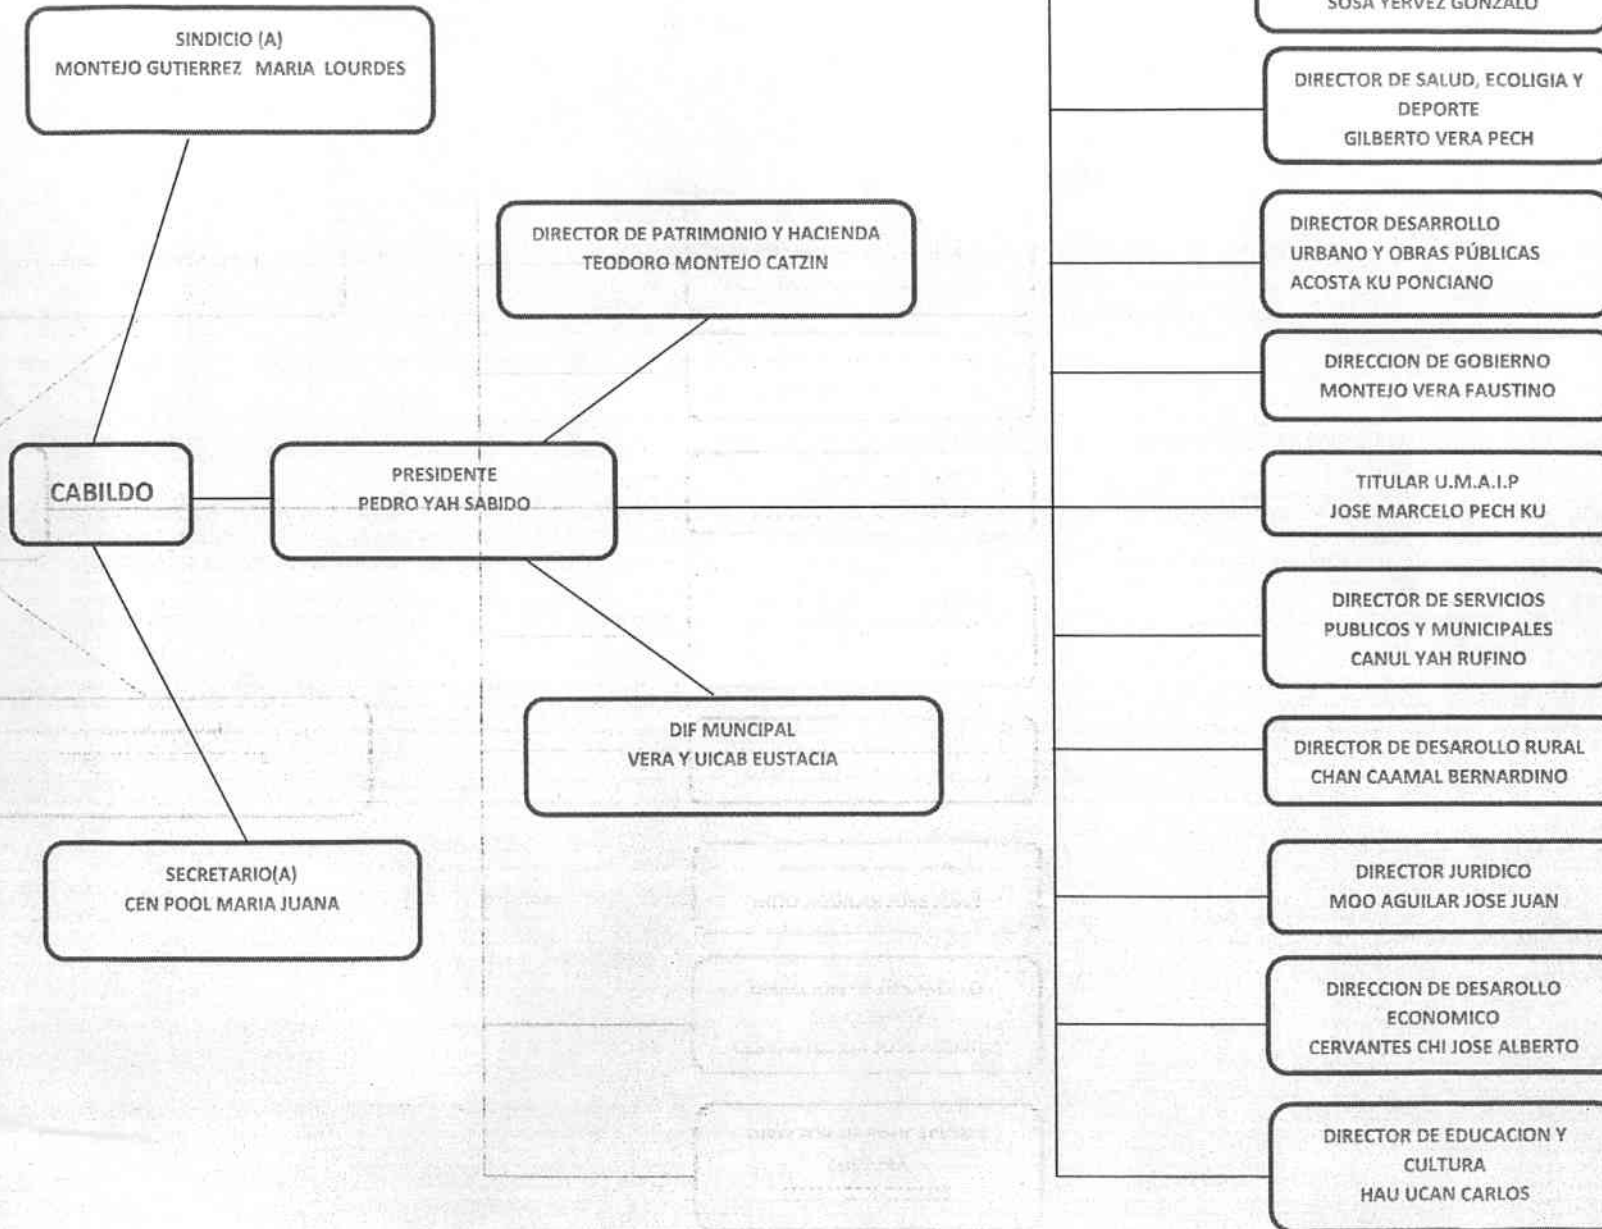 SINDICIO (A)
MONTEJO GUTIERREZ MARIA LOURDES
CABILDO
PRESIDENTE
PEDRO YAH SABIDO
SECRETARIO(A)
CEN POOL MARIA JUANA
DIRECTOR DE PATRIMONIO Y HACIENDA
TEODORO MONTEJO CATZIN
DIF MUNCIPAL
VERA Y UICAB EUSTACIA
SOSA YERVEZ GONZALO
DIRECTOR DE SALUD, ECOLIGIA Y
DEPORTE
GILBERTO VERA PECH
DIRECTOR DESARROLLO
URBANO Y OBRAS PÚBLICAS
ACOSTA KU PONCIANO
DIRECCION DE GOBIERNO
MONTEJO VERA FAUSTINO
TITULAR U.M.A.I.P
JOSE MARCELO PECH KU
DIRECTOR DE SERVICIOS
PUBLICOS Y MUNICIPALES
CANUL YAH RUFINO
DIRECTOR DE DESAROLLO RURAL
CHAN CAAMAL BERNARDINO
DIRECTOR JURIDICO
MOO AGUILAR JOSE JUAN
DIRECCION DE DESAROLLO
ECONOMICO
CERVANTES CHI JOSE ALBERTO
DIRECTOR DE EDUCACION Y
CULTURA
HAU UCAN CARLOS